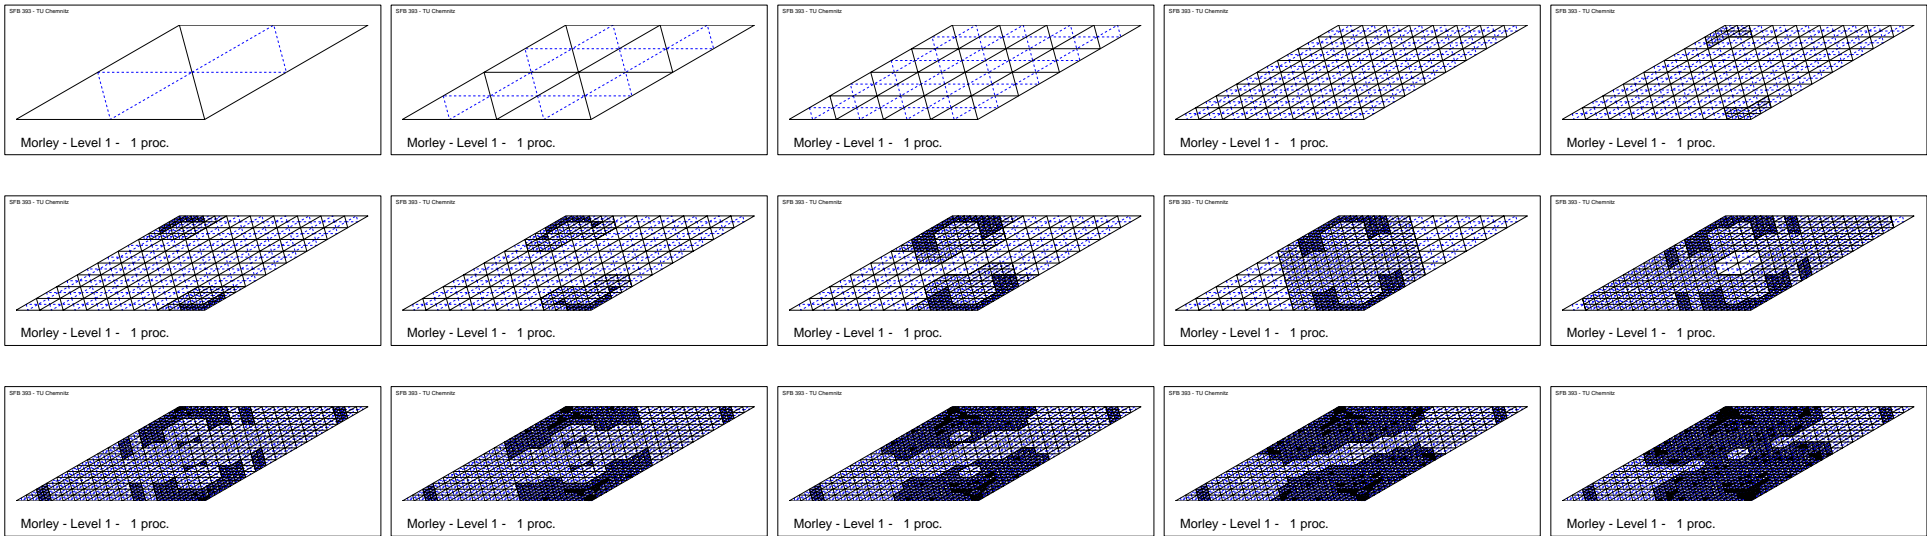 SFB 393 - TU Chemnitz
SFB 393 - TU Chemnitz
SFB 393 - TU Chemnitz
SFB 393 - TU Chemnitz
SFB 393 - TU Chemnitz
Morley - Level 1 - 1 proc.
Morley - Level 1 - 1 proc.
Morley - Level 1 - 1 proc.
Morley - Level 1 - 1 proc.
Morley - Level 1 - 1 proc.
SFB 393 - TU Chemnitz
SFB 393 - TU Chemnitz
SFB 393 - TU Chemnitz
SFB 393 - TU Chemnitz
SFB 393 - TU Chemnitz
Morley - Level 1 - 1 proc.
Morley - Level 1 - 1 proc.
Morley - Level 1 - 1 proc.
Morley - Level 1 - 1 proc.
Morley - Level 1 - 1 proc.
SFB 393 - TU Chemnitz
SFB 393 - TU Chemnitz
SFB 393 - TU Chemnitz
SFB 393 - TU Chemnitz
SFB 393 - TU Chemnitz
Morley - Level 1 - 1 proc.
Morley - Level 1 - 1 proc.
Morley - Level 1 - 1 proc.
Morley - Level 1 - 1 proc.
Morley - Level 1 - 1 proc.